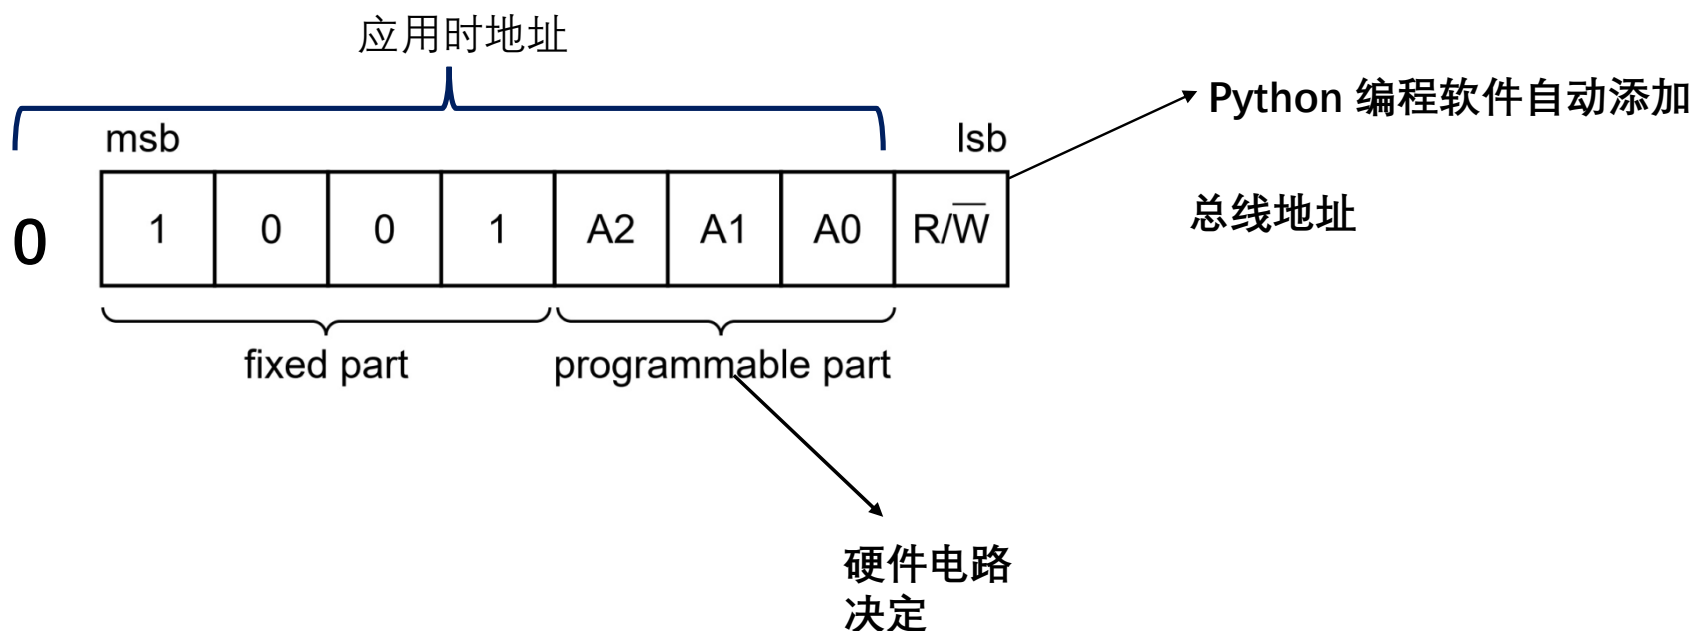 应用时地址
Python 编程软件自动添加
msb lsb
总线地址
0 1 0 0 1 A2 A1 A0 R/W̅
fixed part programmable part
硬件电路
决定